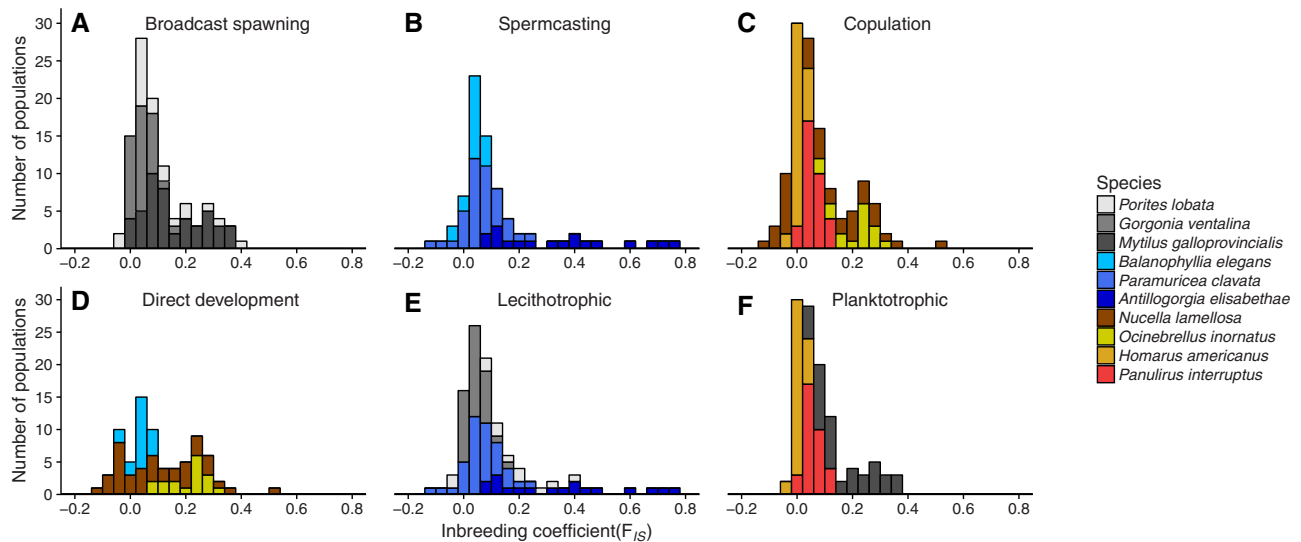 A Broadcast spawning
B Spermcasting
C Copulation
Number of populations
30
25
20
15
10
5
0
−0.2 0.0 0.2 0.4 0.6 0.8
−0.2 0.0 0.2 0.4 0.6 0.8
−0.2 0.0 0.2 0.4 0.6 0.8
D Direct development
E Lecithotrophic
F Planktotrophic
Number of populations
30
25
20
15
10
5
0
−0.2 0.0 0.2 0.4 0.6 0.8
−0.2 0.0 0.2 0.4 0.6 0.8
−0.2 0.0 0.2 0.4 0.6 0.8
Inbreeding coefficient(FIS)
Species
Porites lobata
Gorgonia ventalina
Mytilus galloprovincialis
Balanophyllia elegans
Paramuricea clavata
Antillogorgia elisabethae
Nucella lamellosa
Ocinebrellus inornatus
Homarus americanus
Panulirus interruptus